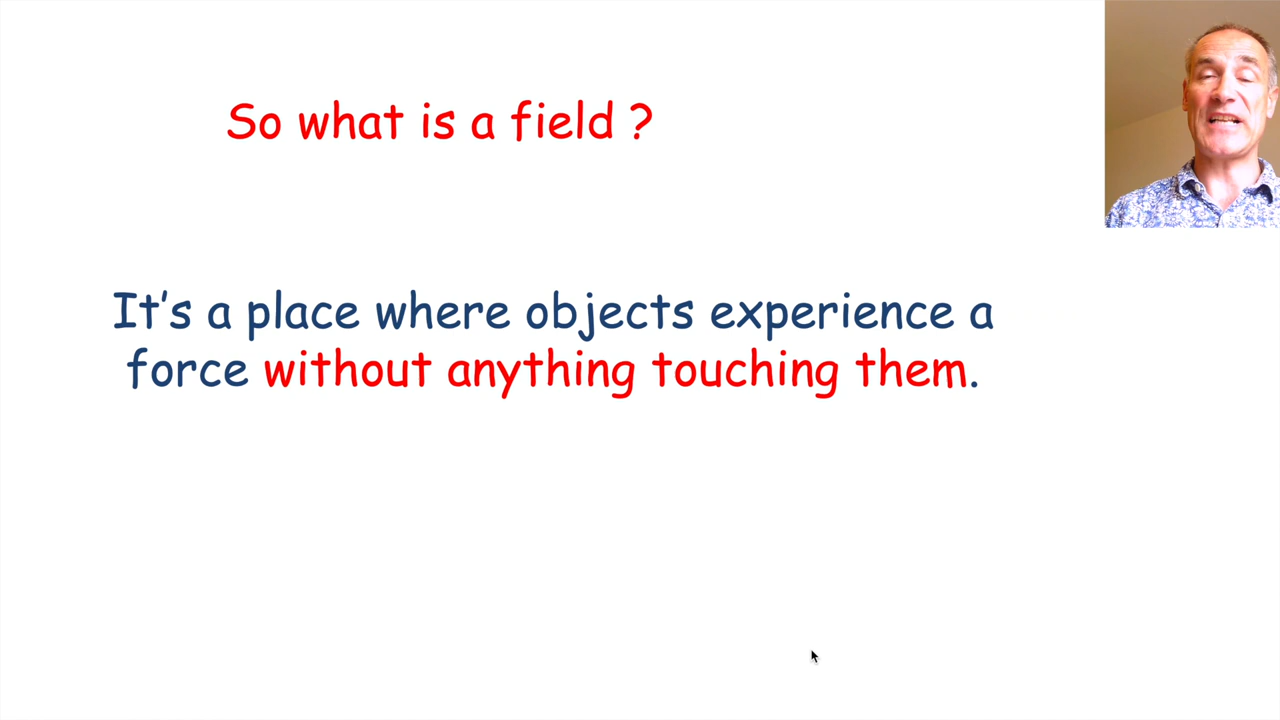 So what is a field ?
It's a place where objects experience a
force without anything touching them.